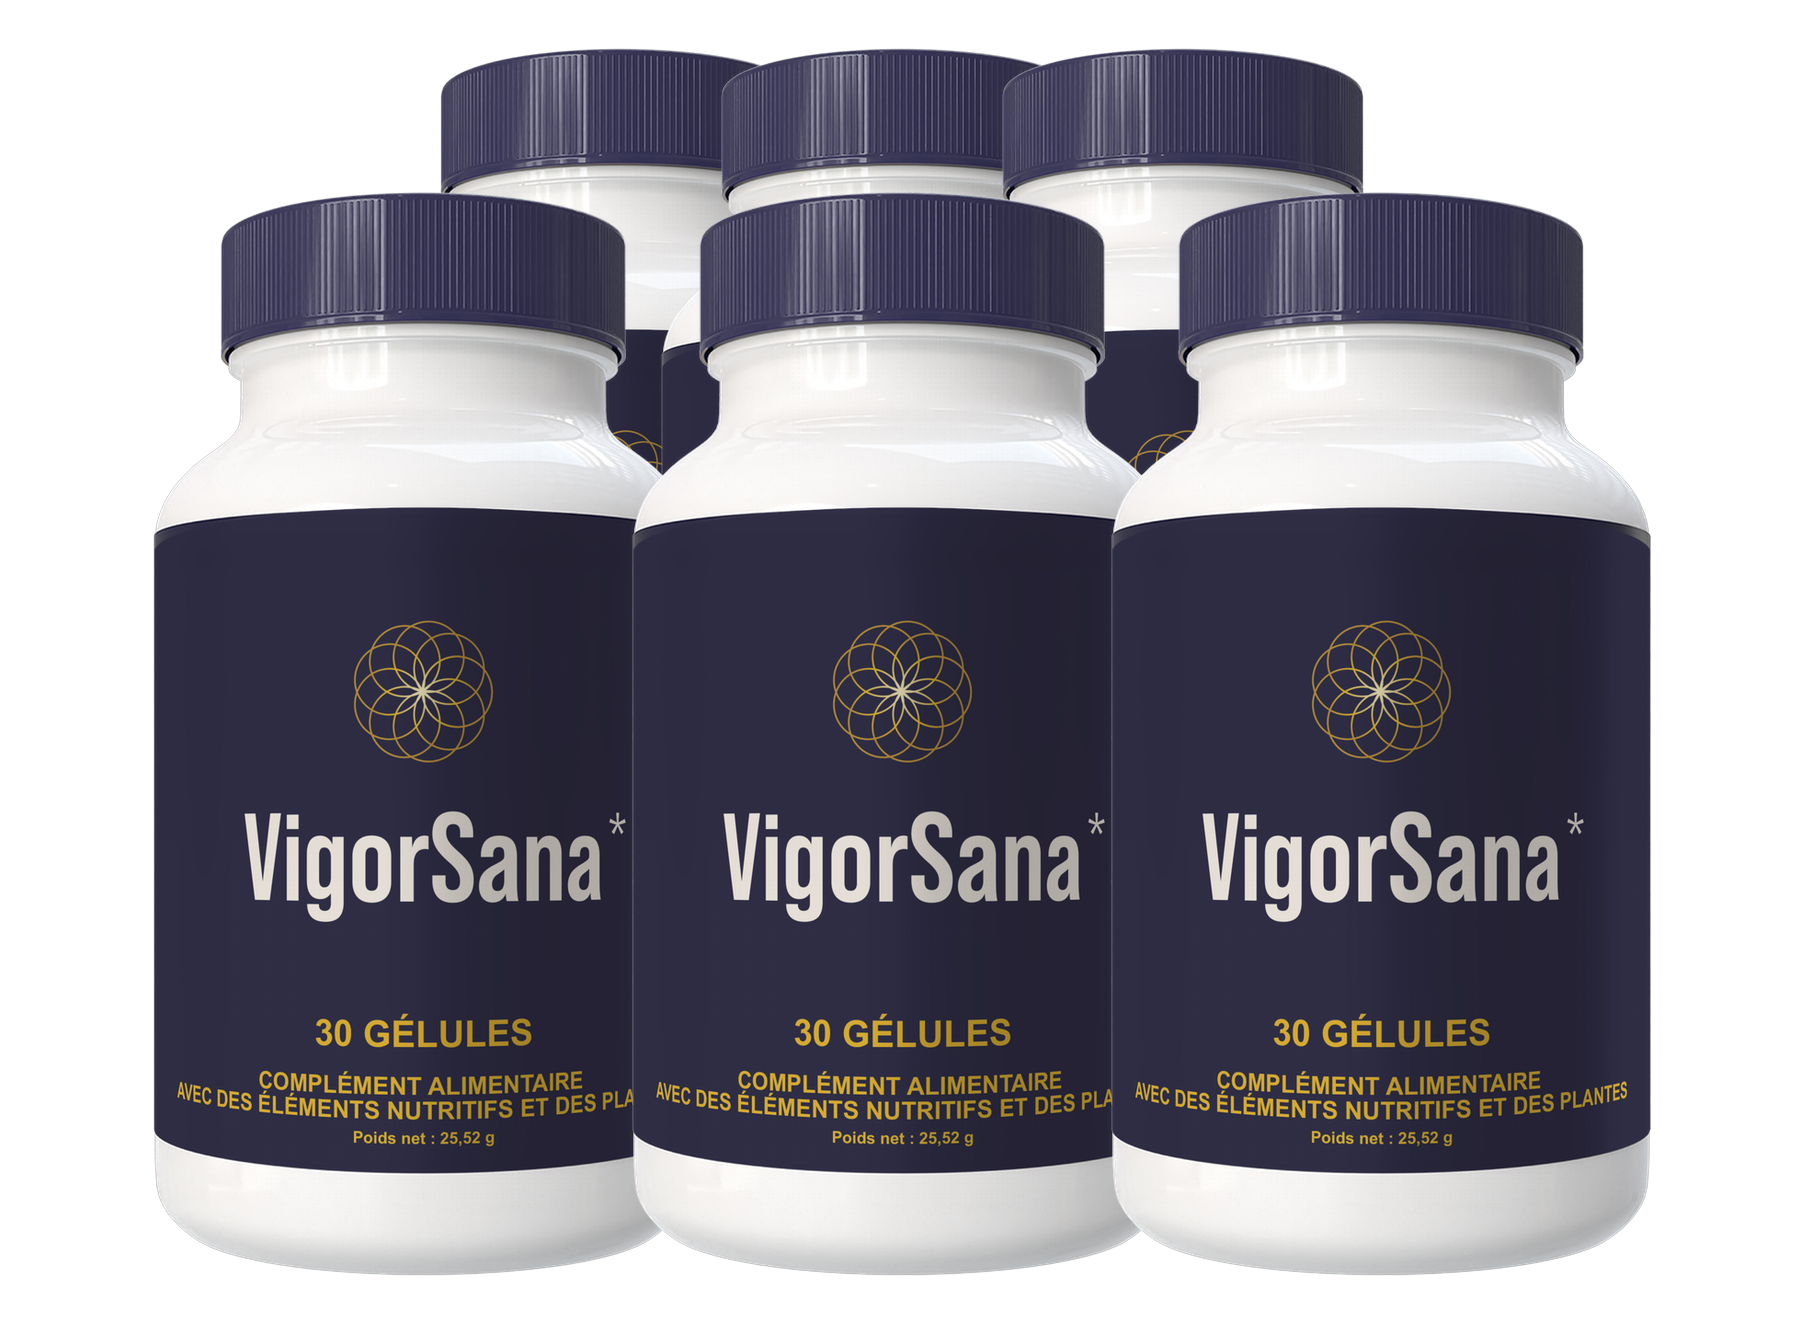 VigorSana*
30 GÉLULES
COMPLÉMENT ALIMENTAIRE
AVEC DES ÉLÉMENTS NUTRITIFS ET DES PLA
Poids net : 25,52 g
VigorSana*
30 GÉLULES
COMPLÉMENT ALIMENTAIRE
AVEC DES ÉLÉMENTS NUTRITIFS ET DES PLA
Poids net : 25,52 g
VigorSana*
30 GÉLULES
COMPLÉMENT ALIMENTAIRE
AVEC DES ÉLÉMENTS NUTRITIFS ET DES PLANTES
Poids net : 25,52 g